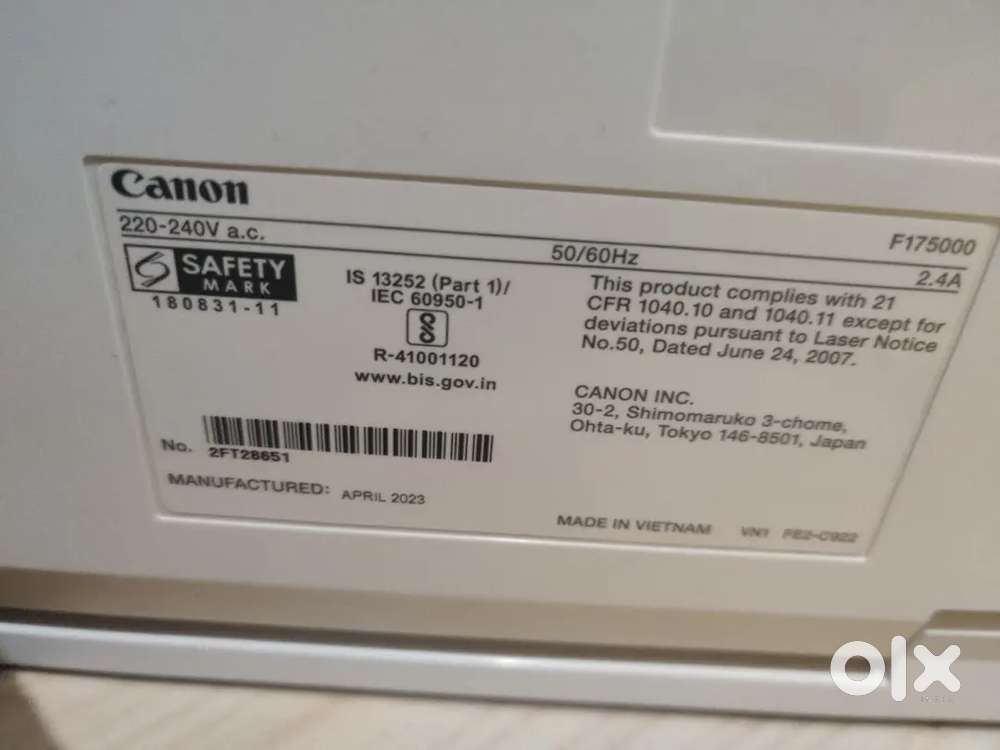 Canon
220-240V a.c.
50/60Hz
F175000
2.4A
SAFETY
MARK
180831-11
IS 13252 (Part 1)/
IEC 60950-1
R-41001120
www.bis.gov.in
This product complies with 21
CFR 1040.10 and 1040.11 except for
deviations pursuant to Laser Notice
No.50, Dated June 24, 2007.
CANON INC.
30-2, Shimomaruko 3-chome,
Ohta-ku, Tokyo 146-8501, Japan
No. 2FT28651
MANUFACTURED: APRIL 2023
MADE IN VIETNAM VN1 FE2-C922
olx